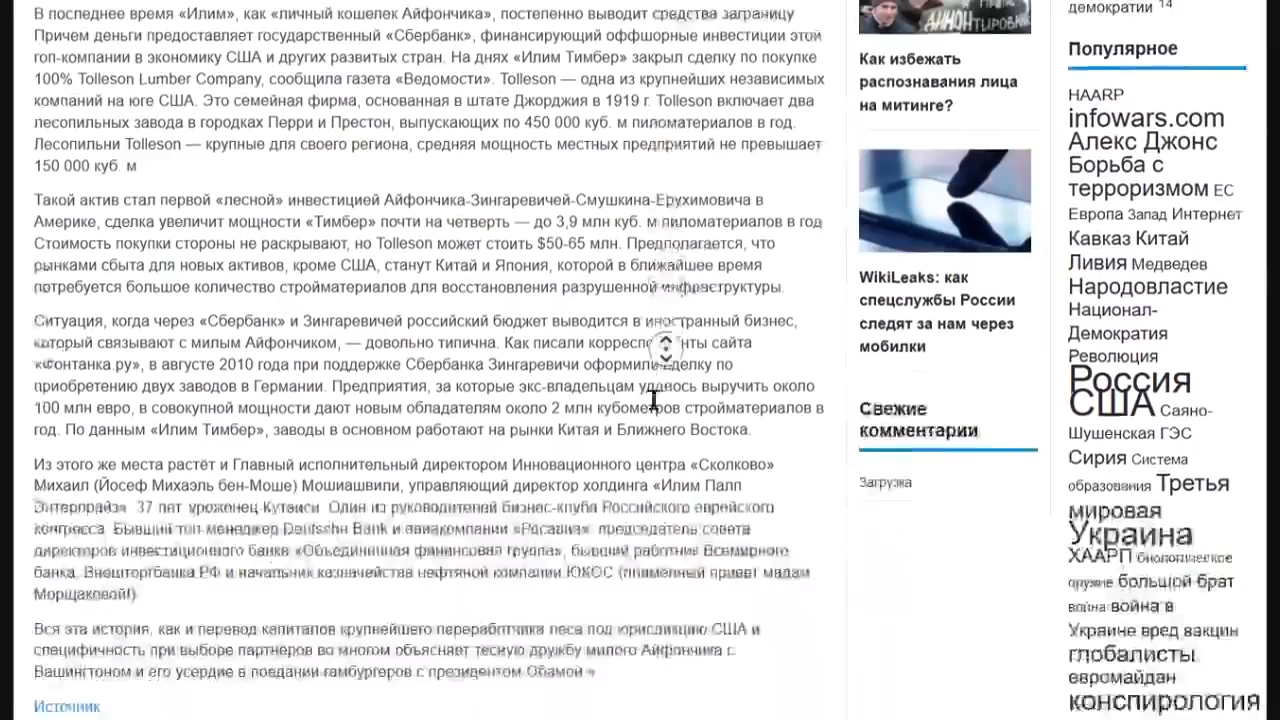 В последнее время «Илим», как «личный кошелек Айфончика», постепенно выводит средства заграницу
Причем деньги предоставляет государственный «Сбербанк», финансирующий оффшорные инвестиции этой
гоп-компании в экономику США и других развитых стран. На днях «Илим Тимбер» закрыл сделку по покупке
100% Tolleson Lumber Company, сообщила газета «Ведомости». Tolleson — одна из крупнейших независимых
компаний на юге США. Это семейная фирма, основанная в штате Джорджия в 1919 г. Tolleson включает два
лесопильных завода в городках Перри и Престон, выпускающих по 450 000 куб. м пиломатериалов в год.
Лесопильни Tolleson — крупные для своего региона, средняя мощность местных предприятий не превышает
150 000 куб. м
Такой актив стал первой «лесной» инвестицией Айфончика-Зингаревичей-Смушкина-Ерухимовича в
Америке, сделка увеличит мощности «Тимбер» почти на четверть — до 3,9 млн куб. м пиломатериалов в год
Стоимость покупки стороны не раскрывают, но Tolleson может стоить $50-65 млн. Предполагается, что
рынками сбыта для новых активов, кроме США, станут Китай и Япония, которой в ближайшее время
потребуется большое количество стройматериалов для восстановления разрушенной инфраструктуры.
Ситуация, когда через «Сбербанк» и Зингаревичей российский бюджет выводится в иностранный бизнес,
который связывают с милым Айфончиком, — довольно типична. Как писали корреспонденты сайта
«Фонтанка.ру», в августе 2010 года при поддержке Сбербанка Зингаревичи оформили сделку по
приобретению двух заводов в Германии. Предприятия, за которые экс-владельцам удалось выручить около
100 млн евро, в совокупной мощности дают новым обладателям около 2 млн кубометров стройматериалов в
год. По данным «Илим Тимбер», заводы в основном работают на рынки Китая и Ближнего Востока.
Из этого же места растёт и Главный исполнительный директором Инновационного центра «Сколково»
Михаил (Йосеф Михаэль бен-Моше) Мошиашвили, управляющий директор холдинга «Илим Палп
Энтерпрайз» 37 лет уроженец Кутаиси Один из руководителей бизнес-клуба Российского еврейского
конгресса Бывший топ-менеджер Deutsche Bank и авиакомпании «Росавиа» председатель совета
директоров инвестиционного банка «Объединённая финансовая группа», бывший работник Всемирного
банка, Внешторгбанка РФ и начальник казначейства нефтяной компании ЮКОС (пламенный привет мадам
Морщаковой!)
Вся эта история, как и перевод капиталов крупнейшего переработчика леса под юрисдикцию США и
специфичность при выборе партнёров во многом объясняет тесную дружбу милого Айфончика с
Вашингтоном и его усердие в поедании гамбургеров с президентом Обамой »
Источник
АННОНТИРОВКИ
Как избежать
распознавания лица
на митинге?
WikiLeaks: как
спецслужбы России
следят за нам через
мобилки
Свежие
комментарии
Загрузка
демократии 14
Популярное
HAARP
infowars.com
Алекс Джонс
Борьба с
терроризмом ЕС
Европа Запад Интернет
Кавказ Китай
Ливия Медведев
Народовластие
Национал-
Демократия
Революция
Россия
США Саяно-
Шушенская ГЭС
Сирия Система
образования Третья
мировая
Украина
ХААРП биологическое
оружие большой брат
война война в
Украине вред вакцин
глобалисты
евромайдан
конспирология